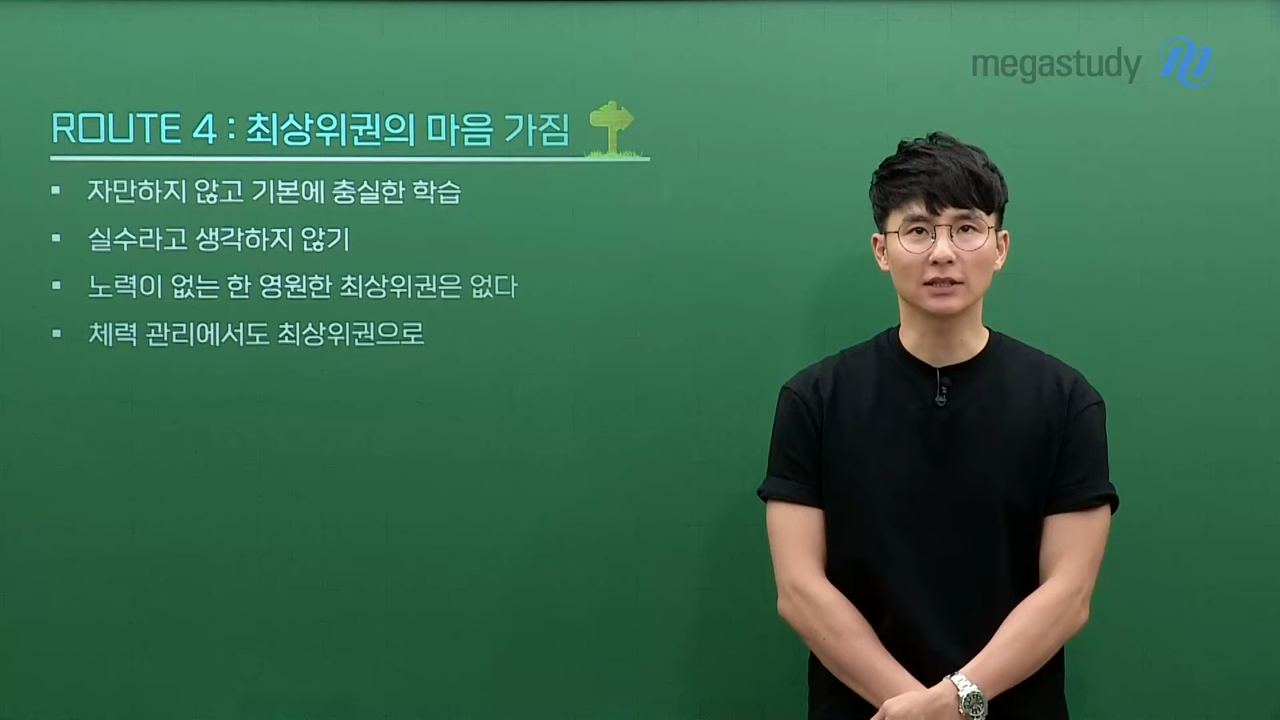 megastudy
ROUTE 4 : 최상위권의 마음 가짐
▪ 자만하지 않고 기본에 충실한 학습
▪ 실수라고 생각하지 않기
▪ 노력이 없는 한 영원한 최상위권은 없다
▪ 체력 관리에서도 최상위권으로